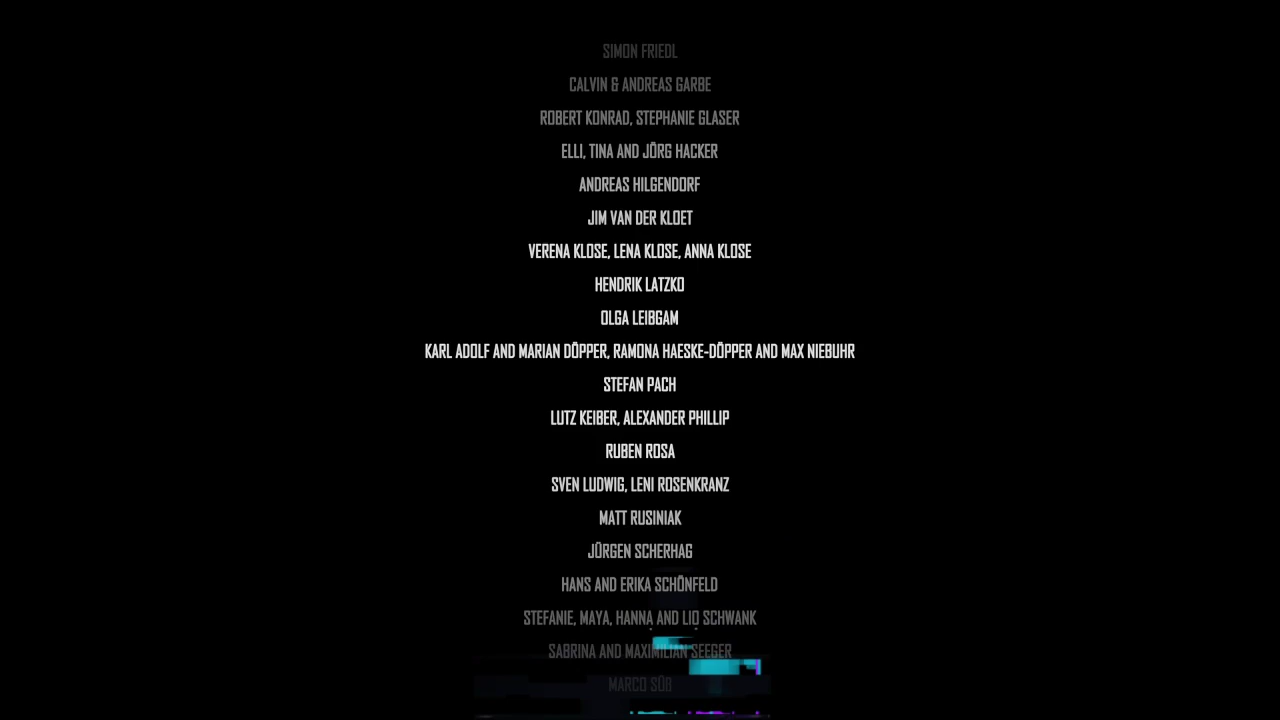 SIMON FRIEDL
CALVIN & ANDREAS GARBE
ROBERT KONRAD, STEPHANIE GLASER
ELLI, TINA AND JÖRG HACKER
ANDREAS HILGENDORF
JIM VAN DER KLOET
VERENA KLOSE, LENA KLOSE, ANNA KLOSE
HENDRIK LATZKO
OLGA LEIBGAM
KARL ADOLF AND MARIAN DÖPPER, RAMONA HAESKE-DÖPPER AND MAX NIEBUHR
STEFAN PACH
LUTZ KEIBER, ALEXANDER PHILLIP
RUBEN ROSA
SVEN LUDWIG, LENI ROSENKRANZ
MATT RUSINIAK
JÜRGEN SCHERHAG
HANS AND ERIKA SCHÖNFELD
STEFANIE, MAYA, HANNA AND LIO SCHWANK
SABRINA AND MAXIMILIAN SEEGER
MARCO SÜß